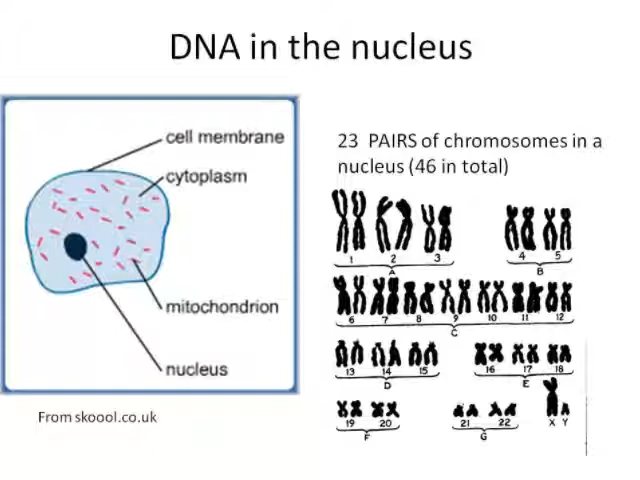 DNA in the nucleus
cell membrane
cytoplasm
mitochondrion
nucleus
From skoool.co.uk
23 PAIRS of chromosomes in a
nucleus (46 in total)
1 2 3 4 5
A B
6 7 8 9 10 11 12
C
13 14 15 16 17 18
D E
19 20 21 22 X Y
F G